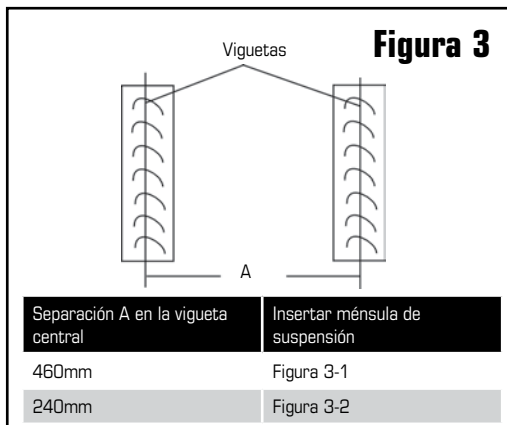 Figura 3
Viguetas
A
Separación A en la vigueta central
Insertar ménsula de suspensión
460mm
Figura 3-1
240mm
Figura 3-2